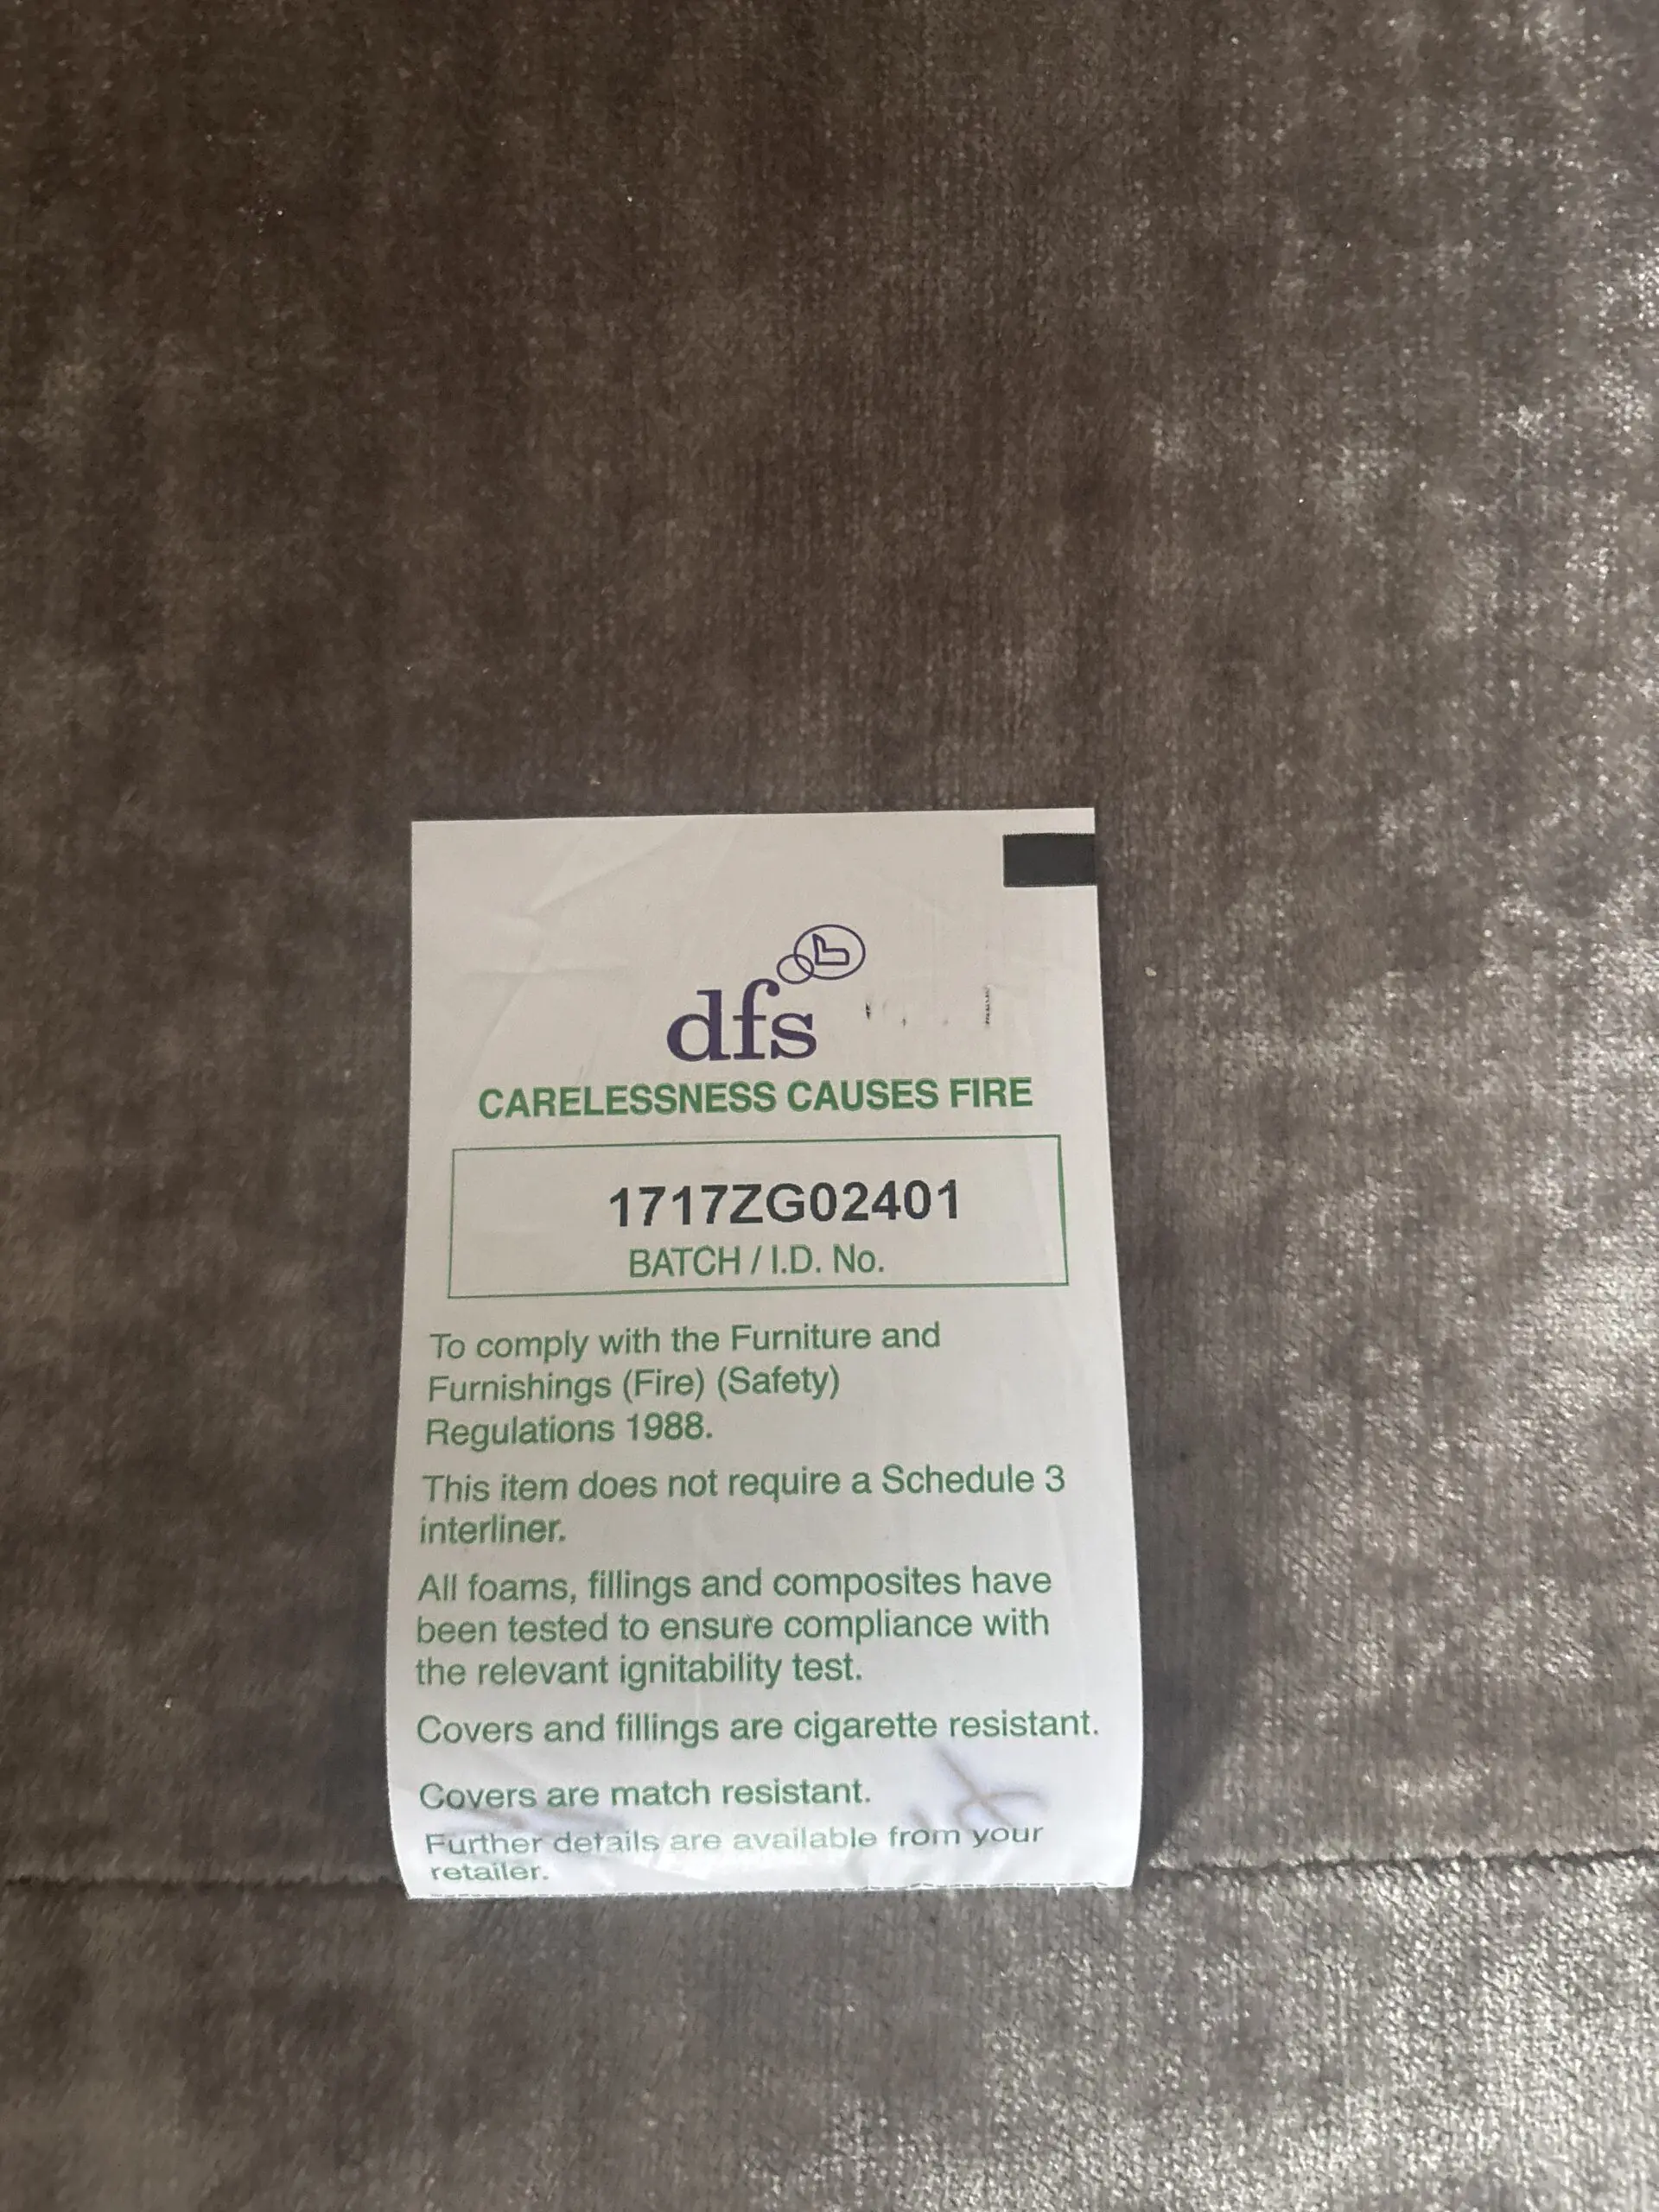 dfs
CARELESSNESS CAUSES FIRE
1717ZG02401
BATCH / I.D. No.
To comply with the Furniture and
Furnishings (Fire) (Safety)
Regulations 1988.
This item does not require a Schedule 3
interliner.
All foams, fillings and composites have
been tested to ensure compliance with
the relevant ignitability test.
Covers and fillings are cigarette resistant.
Covers are match resistant.
Further details are available from your
retailer.